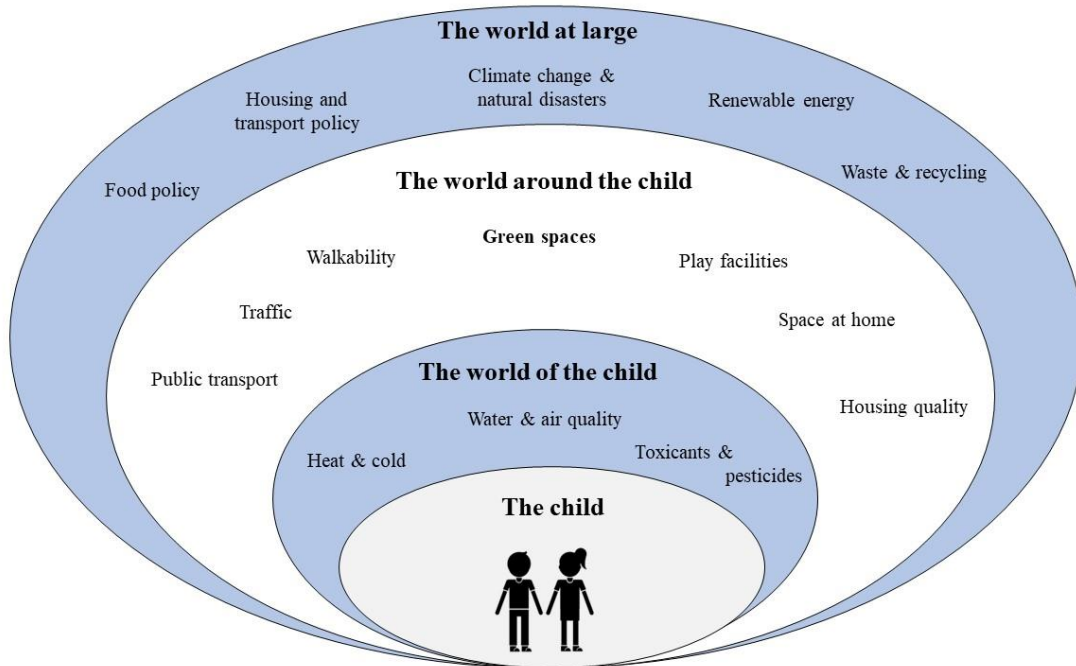 The world at large
Climate change &
natural disasters
Housing and
transport policy
Renewable energy
Food policy
Waste & recycling
The world around the child
Green spaces
Walkability
Play facilities
Traffic
Space at home
Public transport
Housing quality
The world of the child
Water & air quality
Heat & cold
Toxicants &
pesticides
The child